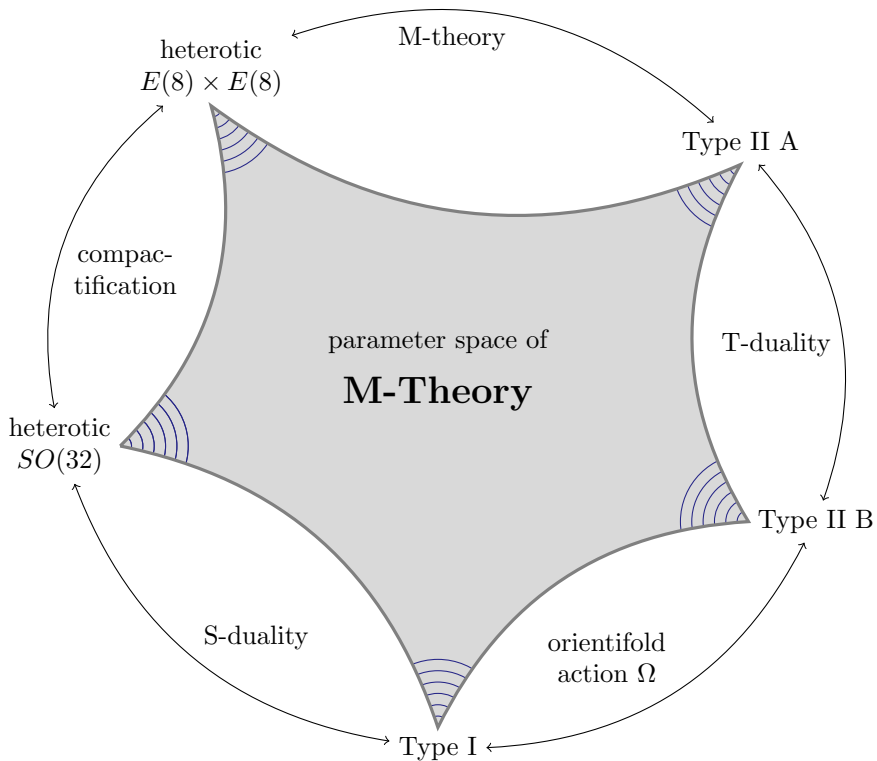 M-theory
heterotic
E(8) × E(8)
Type II A
compac-
tification
parameter space of
M-Theory
T-duality
heterotic
SO(32)
Type II B
S-duality
orientifold
action Ω
Type I